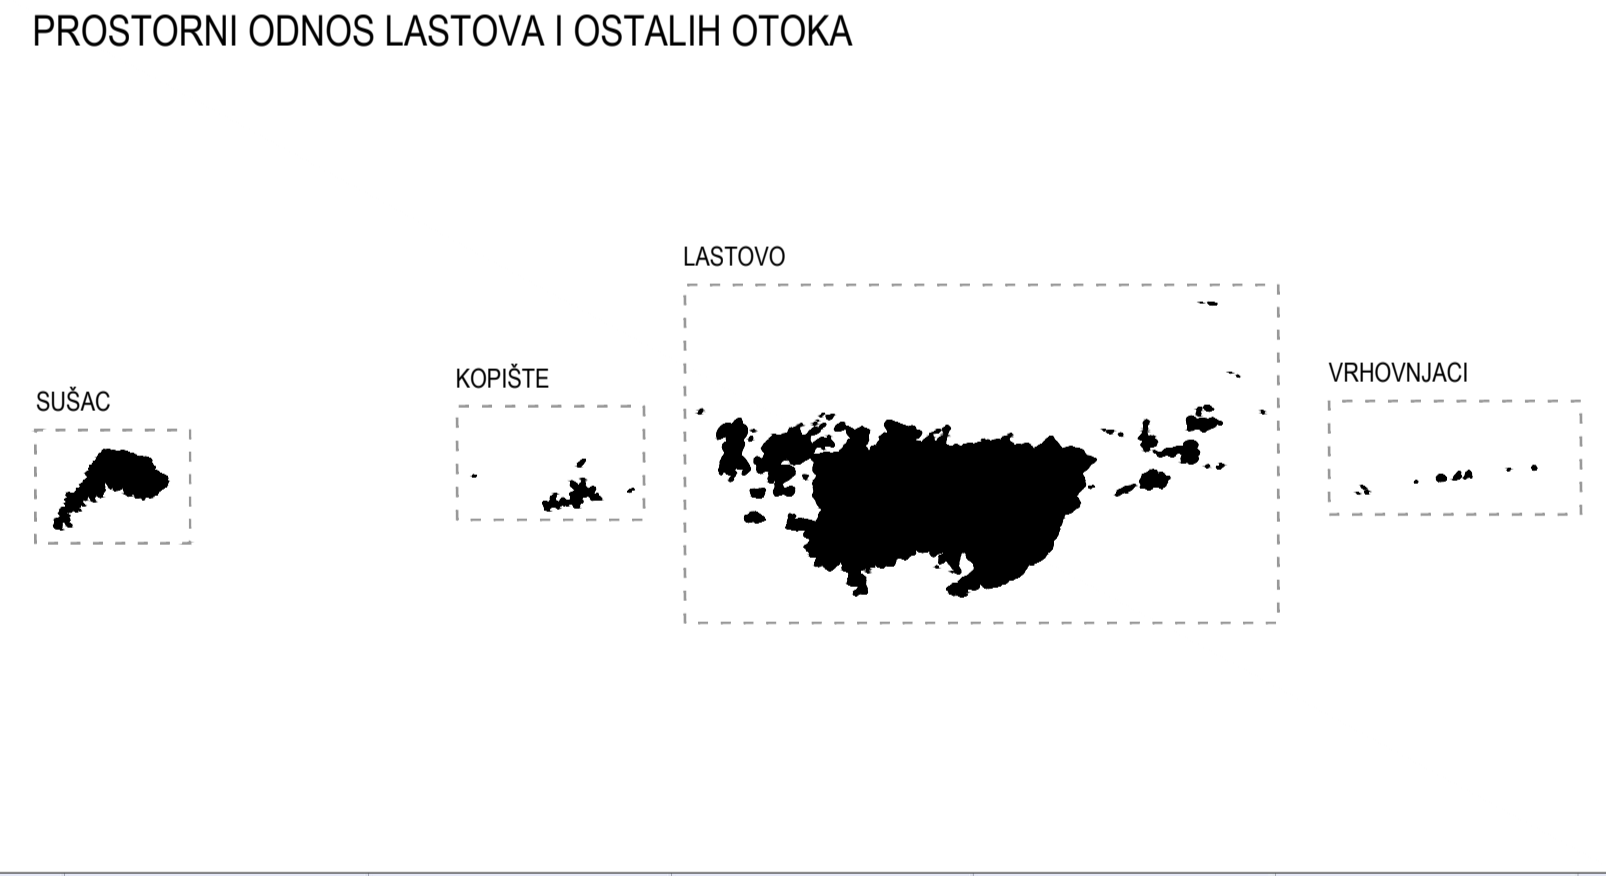 PROSTORNI ODNOS LASTOVA I OSTALIH OTOKA
LASTOVO
KOPIŠTE
VRHOVNJACI
SUŠAC